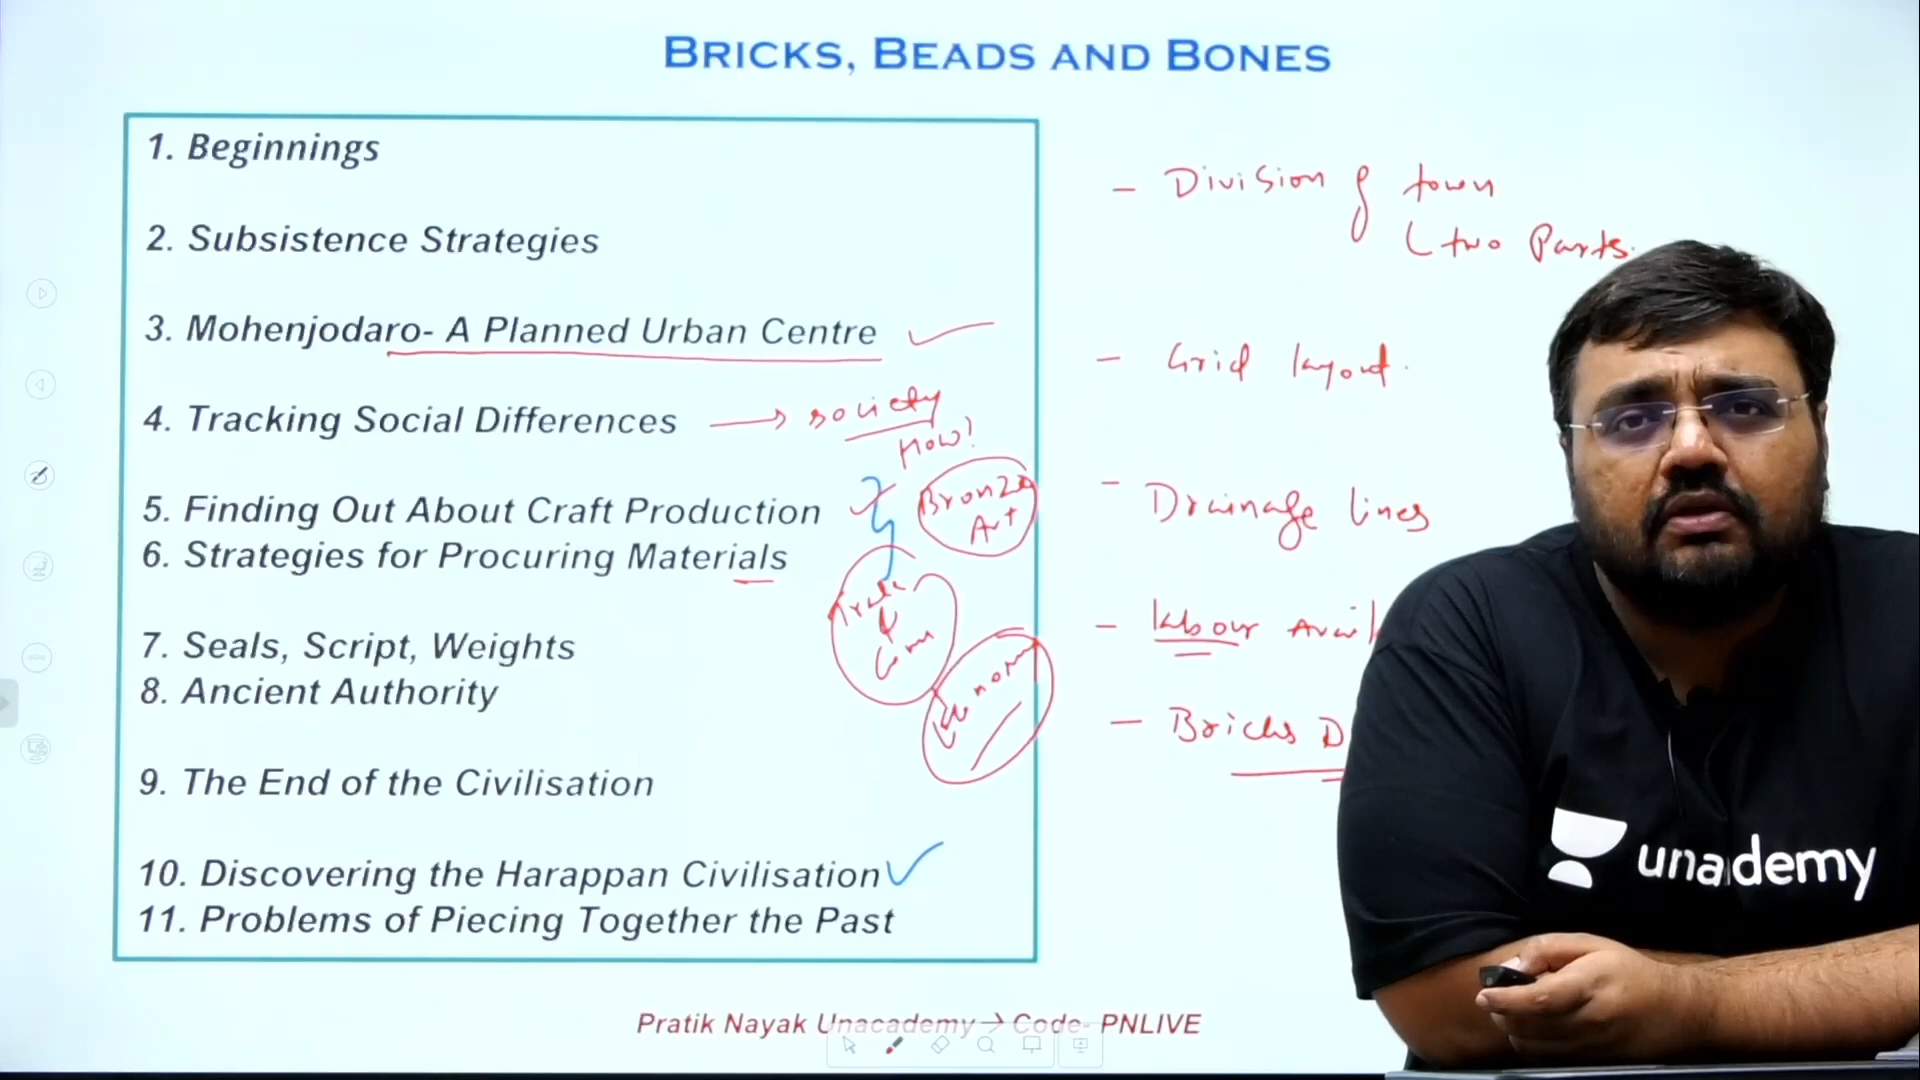 BRICKS, BEADS AND BONES
1. Beginnings
2. Subsistence Strategies
3. Mohenjodaro- A Planned Urban Centre
4. Tracking Social Differences
society
How?
5. Finding Out About Craft Production
Bronze
Art
6. Strategies for Procuring Materials
7. Seals, Script, Weights
8. Ancient Authority
9. The End of the Civilisation
10. Discovering the Harappan Civilisation
11. Problems of Piecing Together the Past
- Division of town
(two Parts.
- Grid layout.
- Drainage lines
- labour
- Bricks D
unacademy
Pratik Nayak Unacademy → Code- PNLIVE